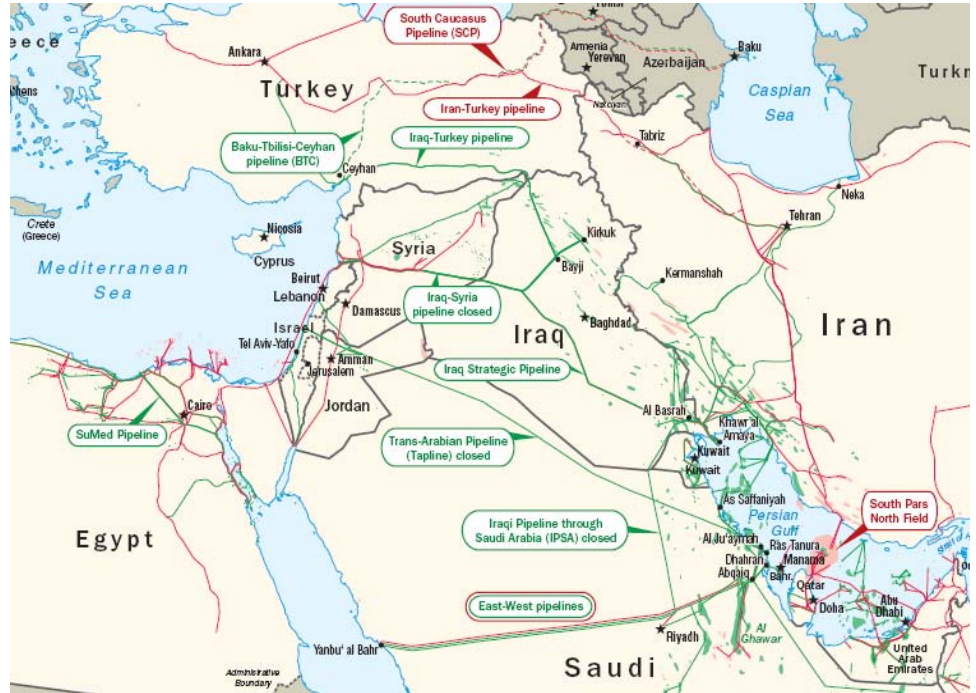 South Caucasus
Pipeline (SCP)
Ankara
Turkey
Armenia
Yerevan
Azerbaijan
Baku
Caspian
Sea
Iran-Turkey pipeline
Tabriz
Baku-Tbilisi-Ceyhan
pipeline (BTC)
Iraq-Turkey pipeline
Ceyhan
Neka
Tehran
Crete
(Greece)
Nicosia
Cyprus
Syria
Kirkuk
Bayji
Kermanshah
Mediterranean
Sea
Beirut
Lebanon
Damascus
Iraq-Syria
pipeline closed
Iraq
Baghdad
Iran
Israel
Tel Aviv-Yafo
Jerusalem
Amman
Jordan
Iraq Strategic Pipeline
Cairo
SuMed Pipeline
Al Basrah
Khawr al
Amaya
Trans-Arabian Pipeline
(Tapline) closed
Kuwait
Kuwait
As Saffaniyah
Persian
Gulf
South Pars
North Field
Egypt
Iraqi Pipeline through
Saudi Arabia (IPSA) closed
Al Ju'aymah
Ras Tanura
Dhahran
Manama
Abqaiq
Bahr.
Qatar
Doha
Abu
Dhabi
East-West pipelines
Yanbu' al Bahr
Riyadh
Al
Ghawar
United
Arab
Emirates
Administrative
Boundary
Saudi